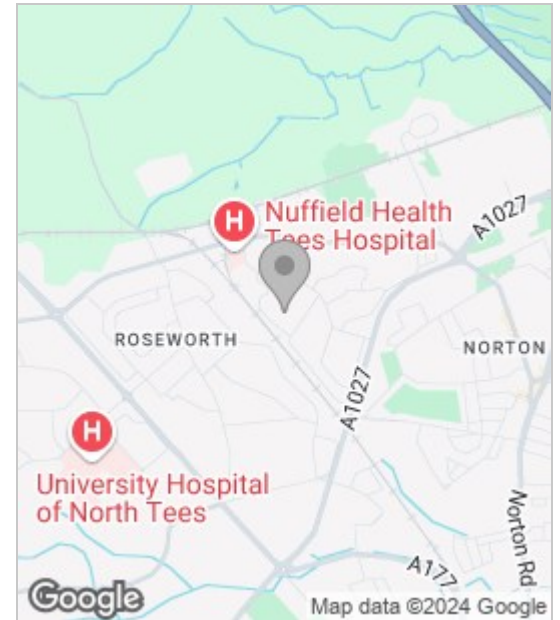 H
Nuffield Health
Tees Hospital
A1027
ROSEWORTH
NORTON
A1027
H
University Hospital
of North Tees
Norton Rd
A177
Google
Map data ©2024 Google